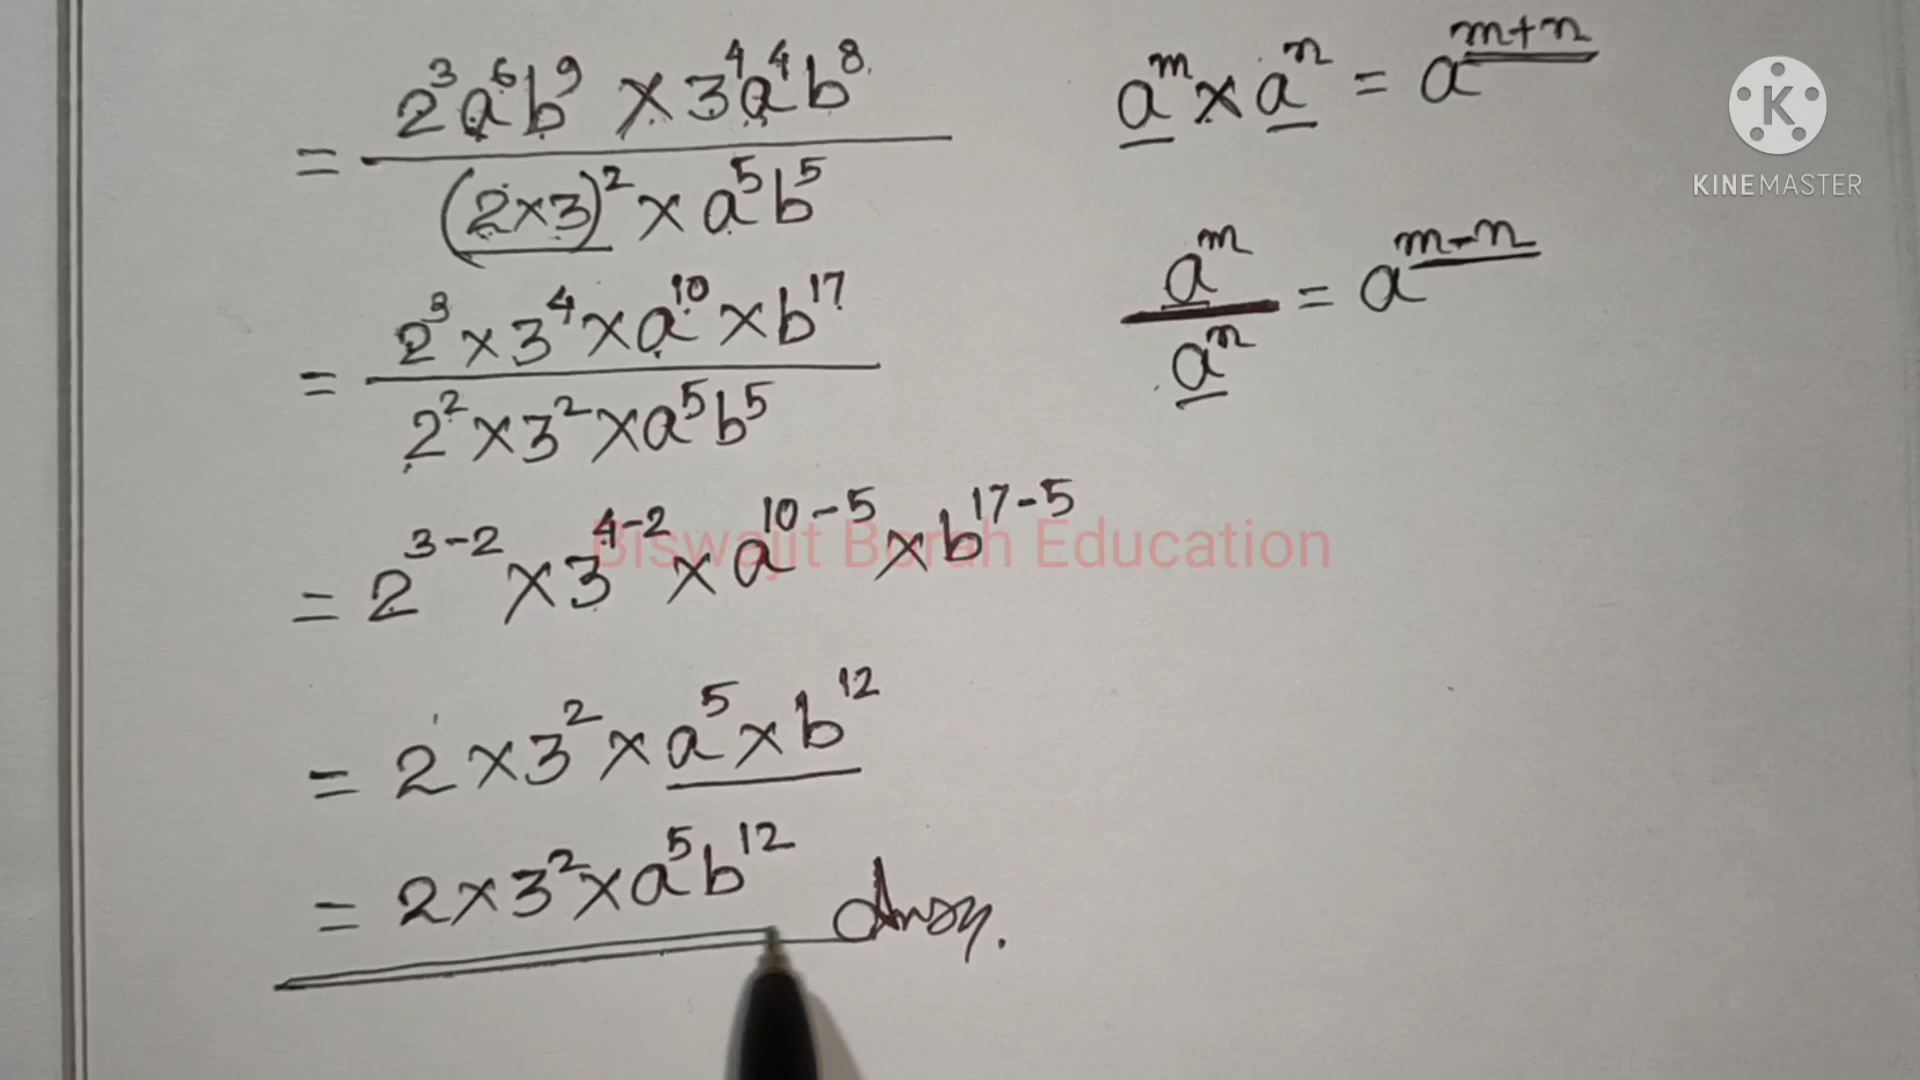 = 2³a⁶b⁹ × 3⁴a⁴b⁸ / (2×3)² × a⁵b⁵
= 2³ × 3⁴ × a¹⁰ × b¹⁷ / 2² × 3² × a⁵b⁵
= 2³⁻² × 3⁴⁻² × a¹⁰⁻⁵ × b¹⁷⁻⁵
= 2 × 3² × a⁵ × b¹²
= 2 × 3² × a⁵b¹² Ansr.
aᵐ × aⁿ = aᵐ⁺ⁿ
aᵐ / aⁿ = aᵐ⁻ⁿ
K
KINEMASTER
Biswajit Borah Education